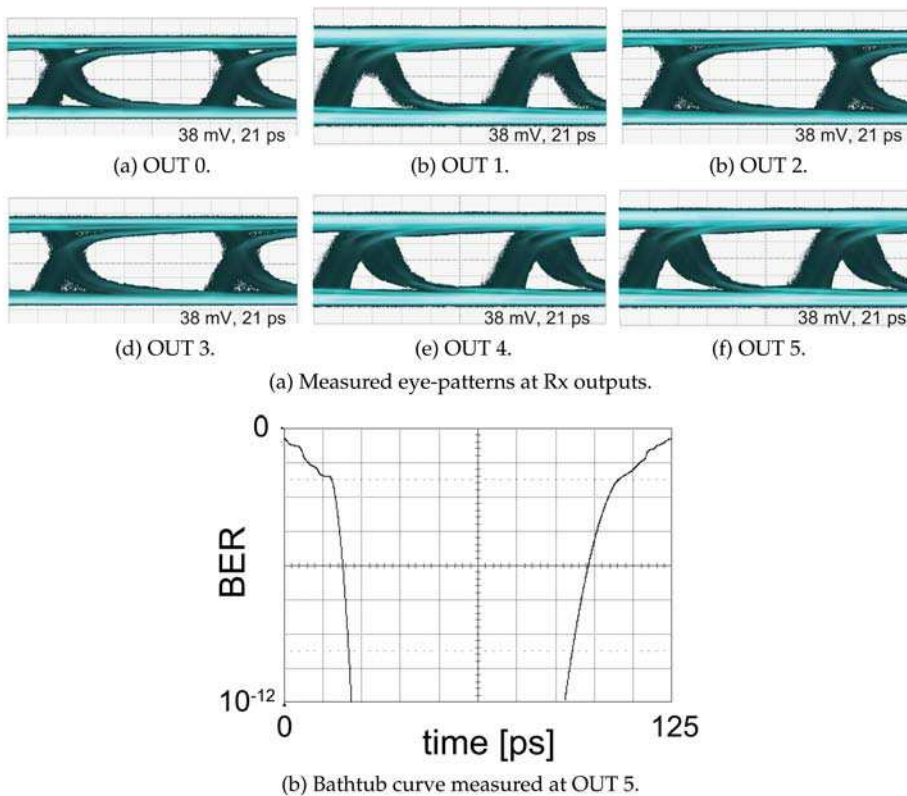 38 mV, 21 ps
38 mV, 21 ps
38 mV, 21 ps
(a) OUT 0.
(b) OUT 1.
(b) OUT 2.
38 mV, 21 ps
38 mV, 21 ps
38 mV, 21 ps
(d) OUT 3.
(e) OUT 4.
(f) OUT 5.
(a) Measured eye-patterns at Rx outputs.
0
BER
10⁻¹²
0
125
time [ps]
(b) Bathtub curve measured at OUT 5.